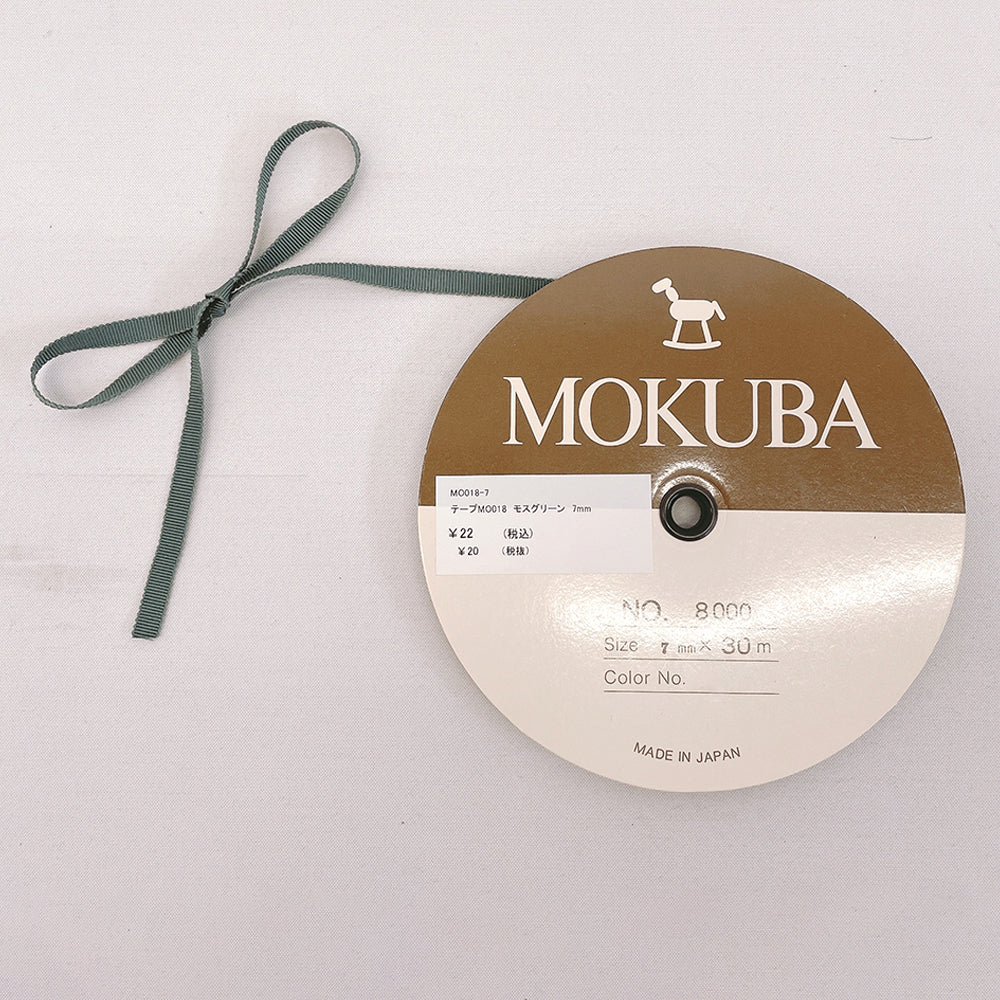 MOKUBA
MO018-7
テープMO018 モスグリーン 7mm
¥22 (税込)
¥20 (税抜)
NO. 8000
Size 7 mm × 30 m
Color No.
MADE IN JAPAN